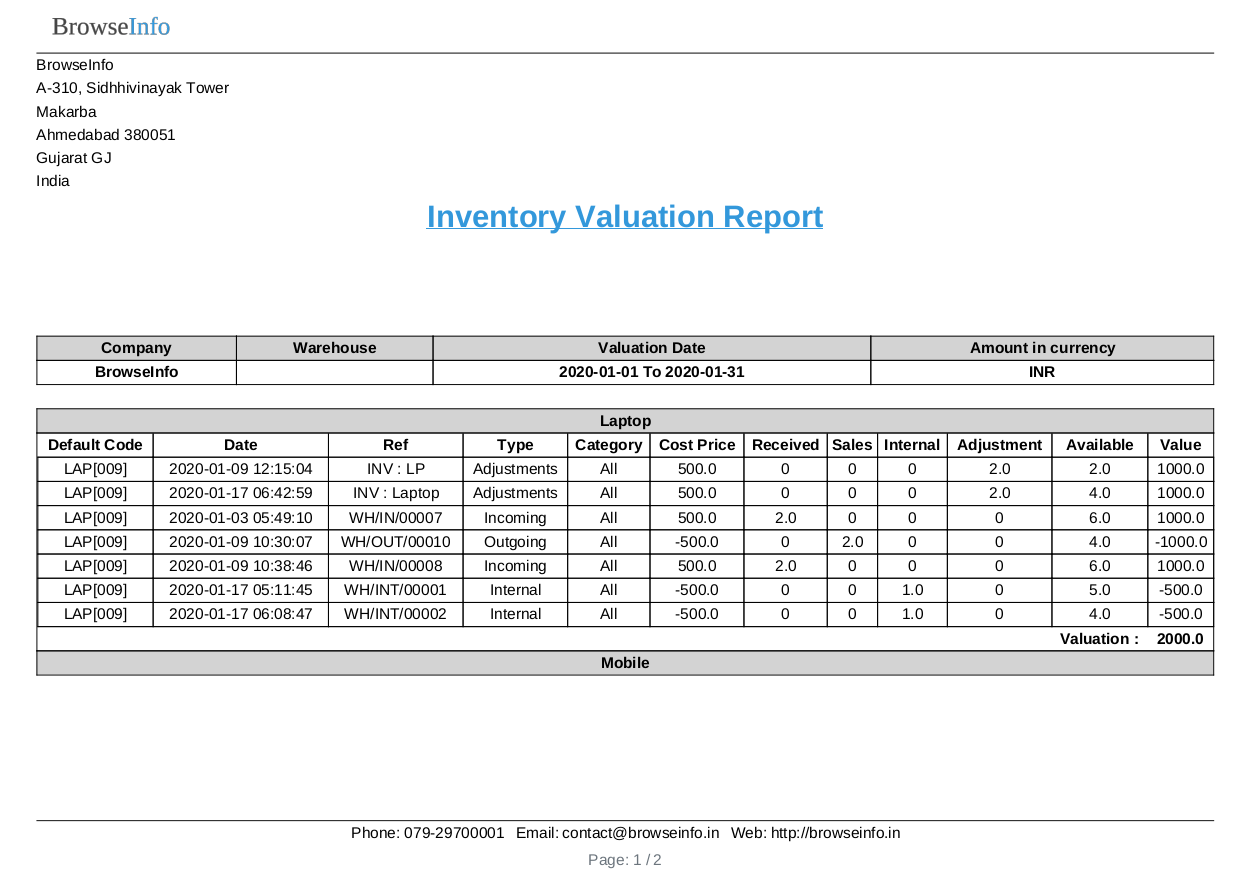 BrowseInfo
BrowseInfo
A-310, Sidhhivinayak Tower
Makarba
Ahmedabad 380051
Gujarat GJ
India
Inventory Valuation Report
Company Warehouse Valuation Date Amount in currency
BrowseInfo 2020-01-01 To 2020-01-31 INR
Laptop
Default Code Date Ref Type Category Cost Price Received Sales Internal Adjustment Available Value
LAP[009] 2020-01-09 12:15:04 INV : LP Adjustments All 500.0 0 0 0 2.0 2.0 1000.0
LAP[009] 2020-01-17 06:42:59 INV : Laptop Adjustments All 500.0 0 0 0 2.0 4.0 1000.0
LAP[009] 2020-01-03 05:49:10 WH/IN/00007 Incoming All 500.0 2.0 0 0 0 6.0 1000.0
LAP[009] 2020-01-09 10:30:07 WH/OUT/00010 Outgoing All -500.0 0 2.0 0 0 4.0 -1000.0
LAP[009] 2020-01-09 10:38:46 WH/IN/00008 Incoming All 500.0 2.0 0 0 0 6.0 1000.0
LAP[009] 2020-01-17 05:11:45 WH/INT/00001 Internal All -500.0 0 0 1.0 0 5.0 -500.0
LAP[009] 2020-01-17 06:08:47 WH/INT/00002 Internal All -500.0 0 0 1.0 0 4.0 -500.0
Valuation : 2000.0
Mobile
Phone: 079-29700001 Email: contact@browseinfo.in Web: http://browseinfo.in
Page: 1 / 2